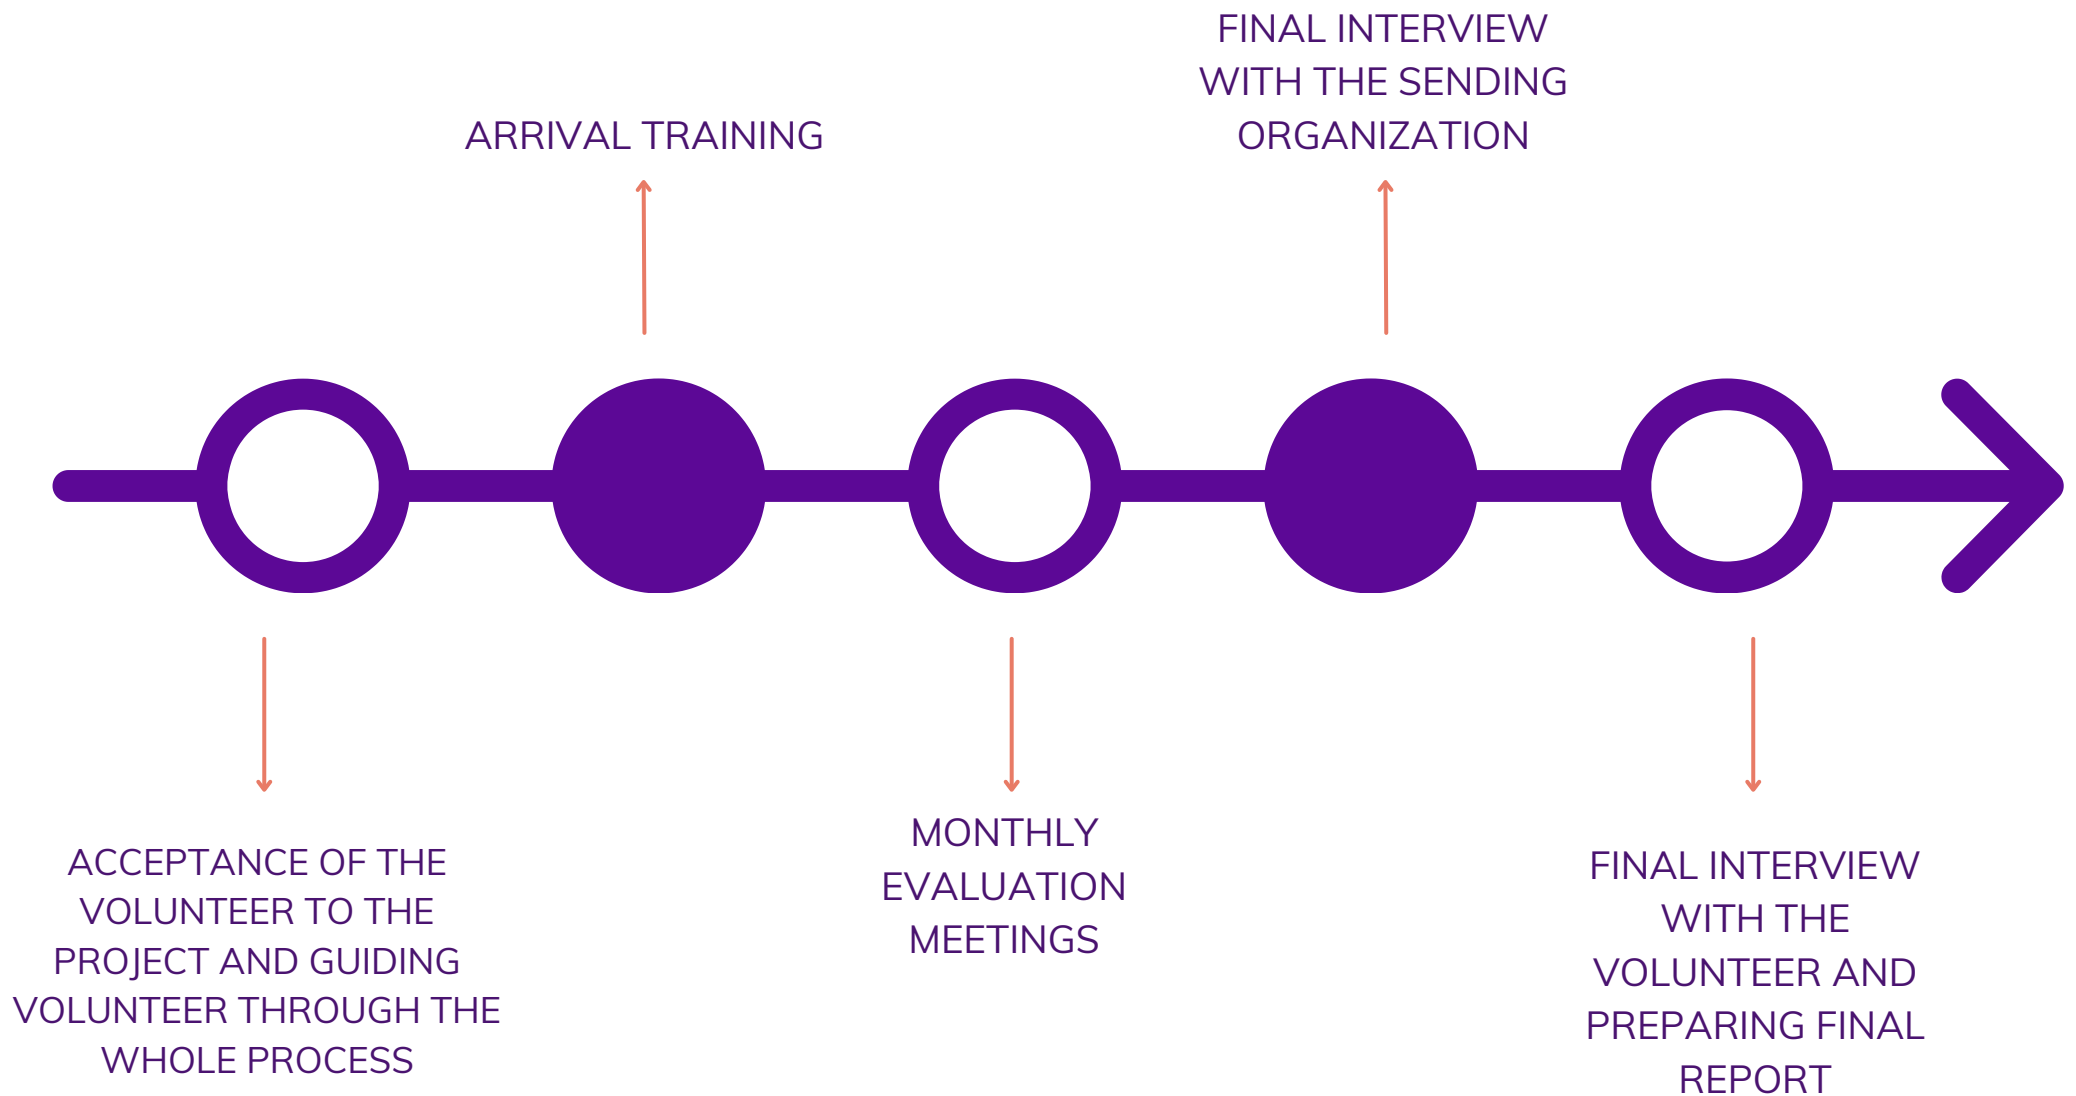 FINAL INTERVIEW
WITH THE SENDING
ORGANIZATION
ARRIVAL TRAINING
ACCEPTANCE OF THE
VOLUNTEER TO THE
PROJECT AND GUIDING
VOLUNTEER THROUGH THE
WHOLE PROCESS
MONTHLY
EVALUATION
MEETINGS
FINAL INTERVIEW
WITH THE
VOLUNTEER AND
PREPARING FINAL
REPORT